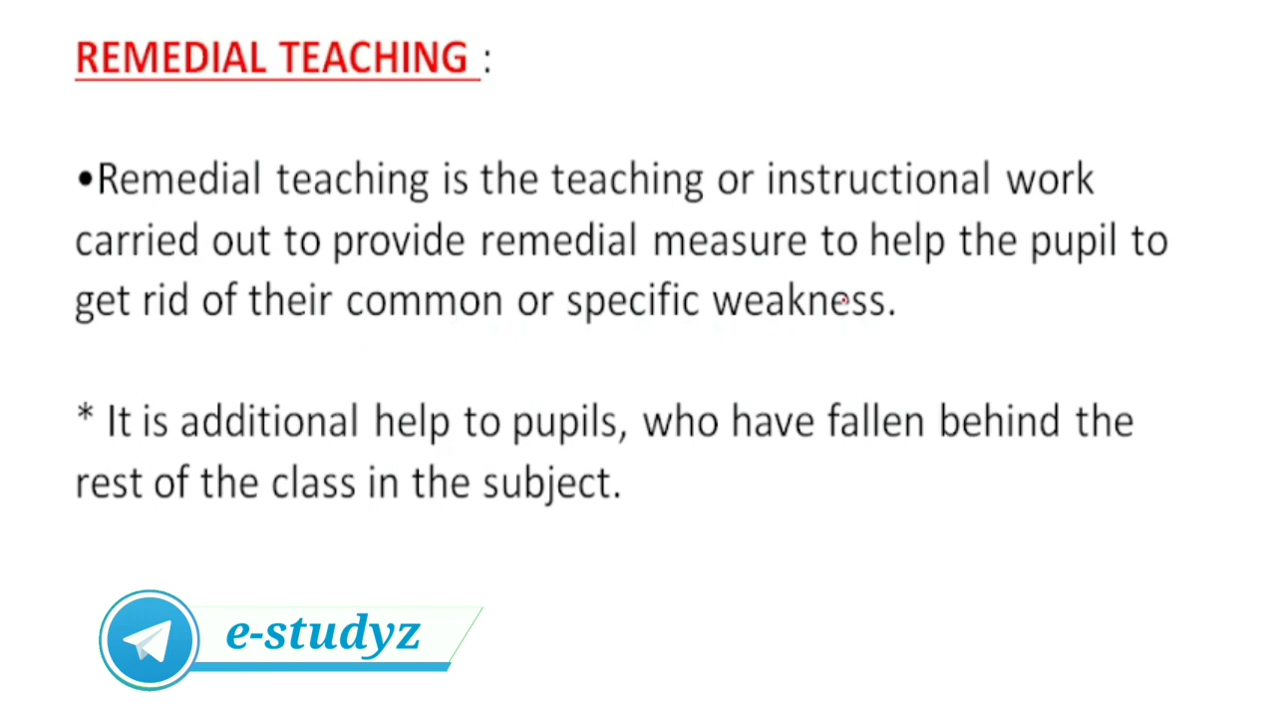 REMEDIAL TEACHING :
•Remedial teaching is the teaching or instructional work
carried out to provide remedial measure to help the pupil to
get rid of their common or specific weakness.
* It is additional help to pupils, who have fallen behind the
rest of the class in the subject.
e-studyz